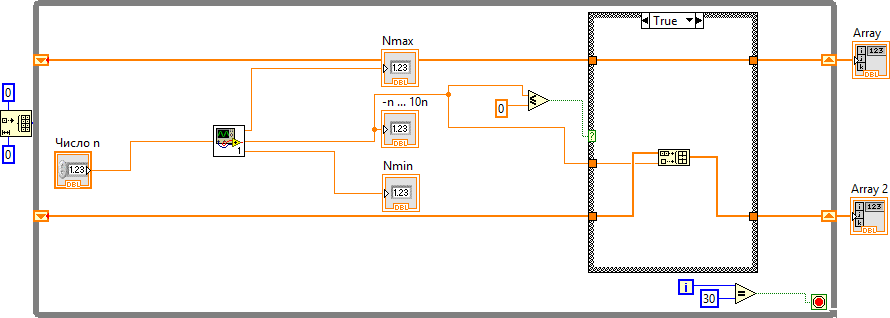 True
Array
Nmax
1.23
DBL
0
-n ... 10n
1.23
DBL
0
?
0
Число n
1.23
DBL
1
Nmin
1.23
DBL
Array 2
i
123
j
k
DBL
i
123
j
k
DBL
i
30
=